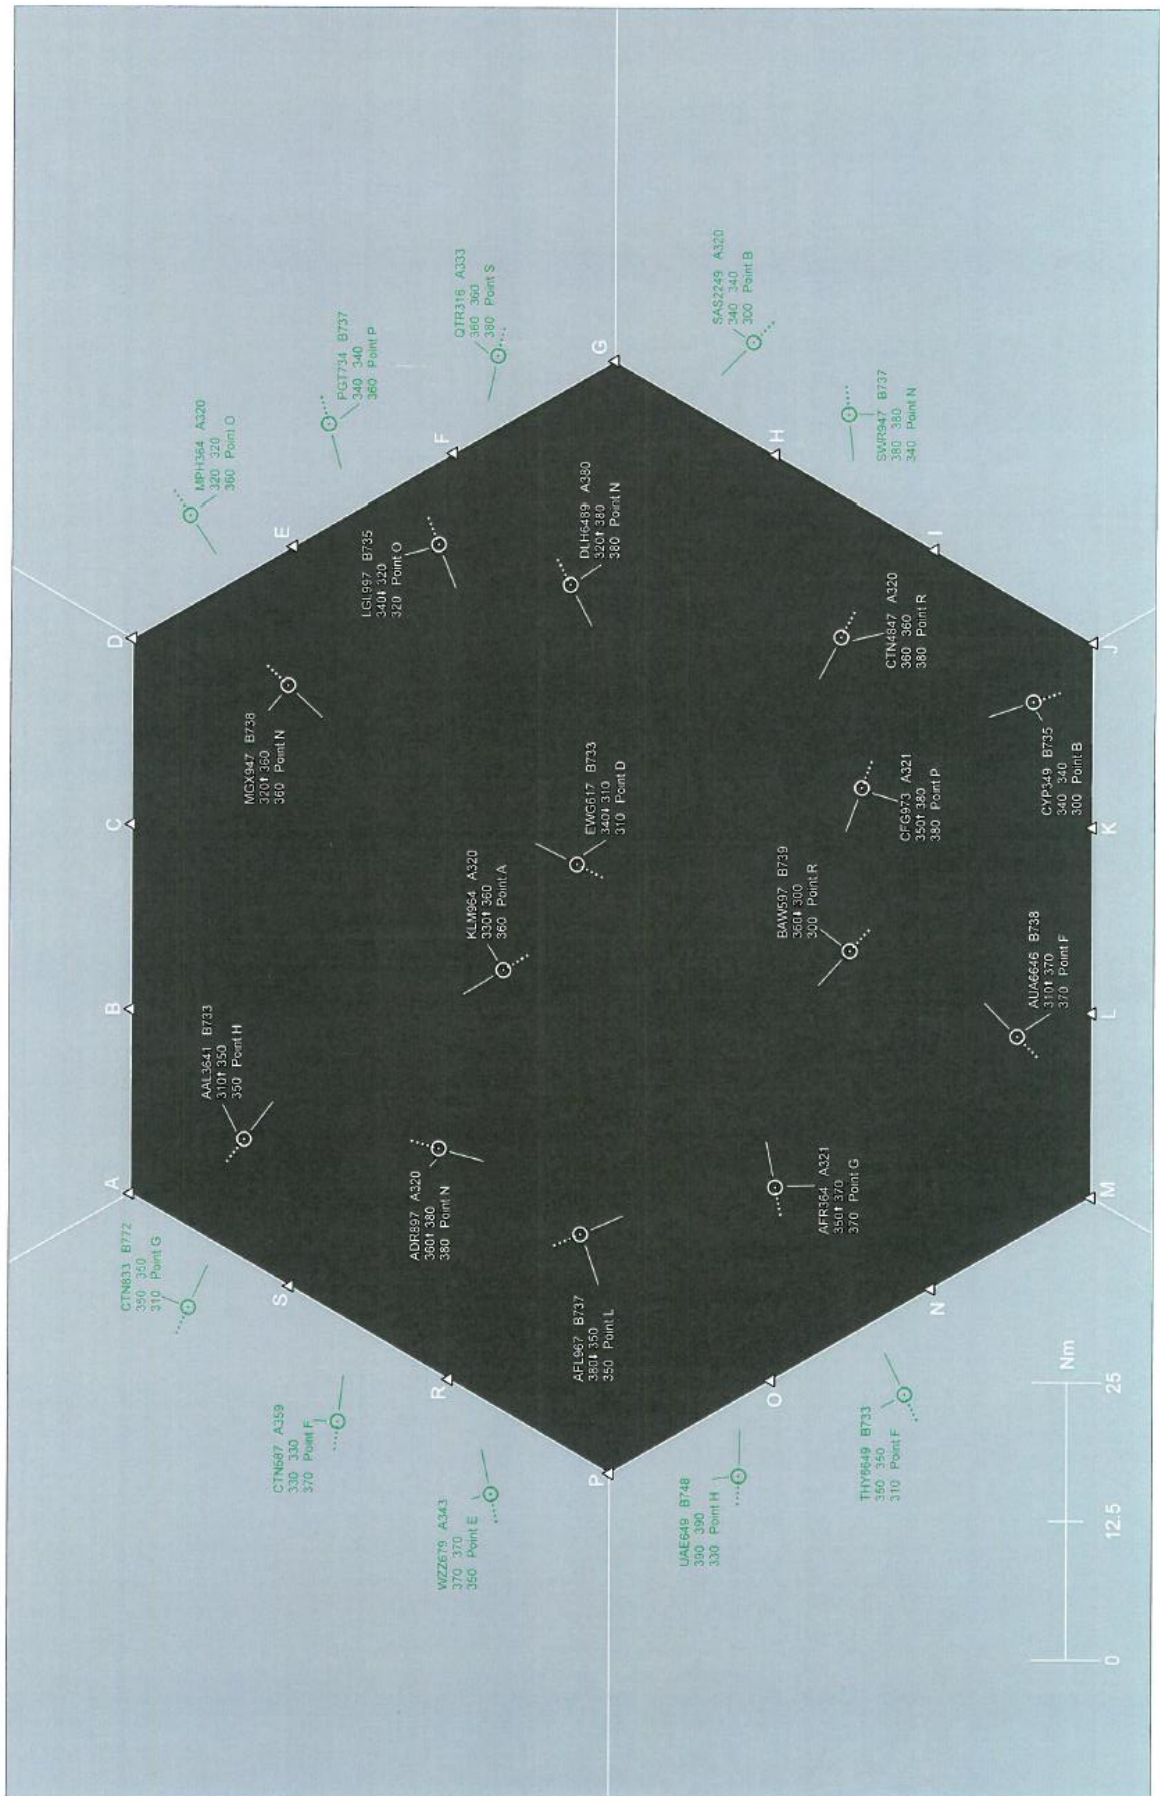 A
B
C
D
CTN833 B772
350 350
310 Point G
AAL3641 B733
310↑ 350
350 Point H
MGX947 B738
320↑ 360
360 Point N
MPH364 A320
320 320
360 Point O
S
E
CTN687 A359
330 330
370 Point F
PGT734 B737
340 340
360 Point P
R
ADR897 A320
360↑ 380
380 Point N
LGL997 B735
340↓ 320
320 Point O
F
WZZ679 A343
370 370
350 Point E
KLM964 A320
330↑ 360
360 Point A
QTR316 A333
360 360
380 Point S
P
AFL967 B737
380↓ 350
350 Point L
EWG617 B733
340↓ 310
310 Point D
DLH6489 A380
320↑ 380
380 Point N
G
UAE649 B748
390 390
330 Point H
O
AFR364 A321
350↑ 370
370 Point G
BAW597 B739
360↓ 300
300 Point R
H
SAS2249 A320
340 340
300 Point B
THY6649 B733
350 350
310 Point F
N
CFG973 A321
350↑ 380
380 Point P
CTN4847 A320
360 360
380 Point R
I
SWR947 B737
380 380
340 Point N
AUA6646 B738
310↑ 370
370 Point F
CYP349 B735
340 340
300 Point B
M
L
K
J
0
12.5
25
Nm